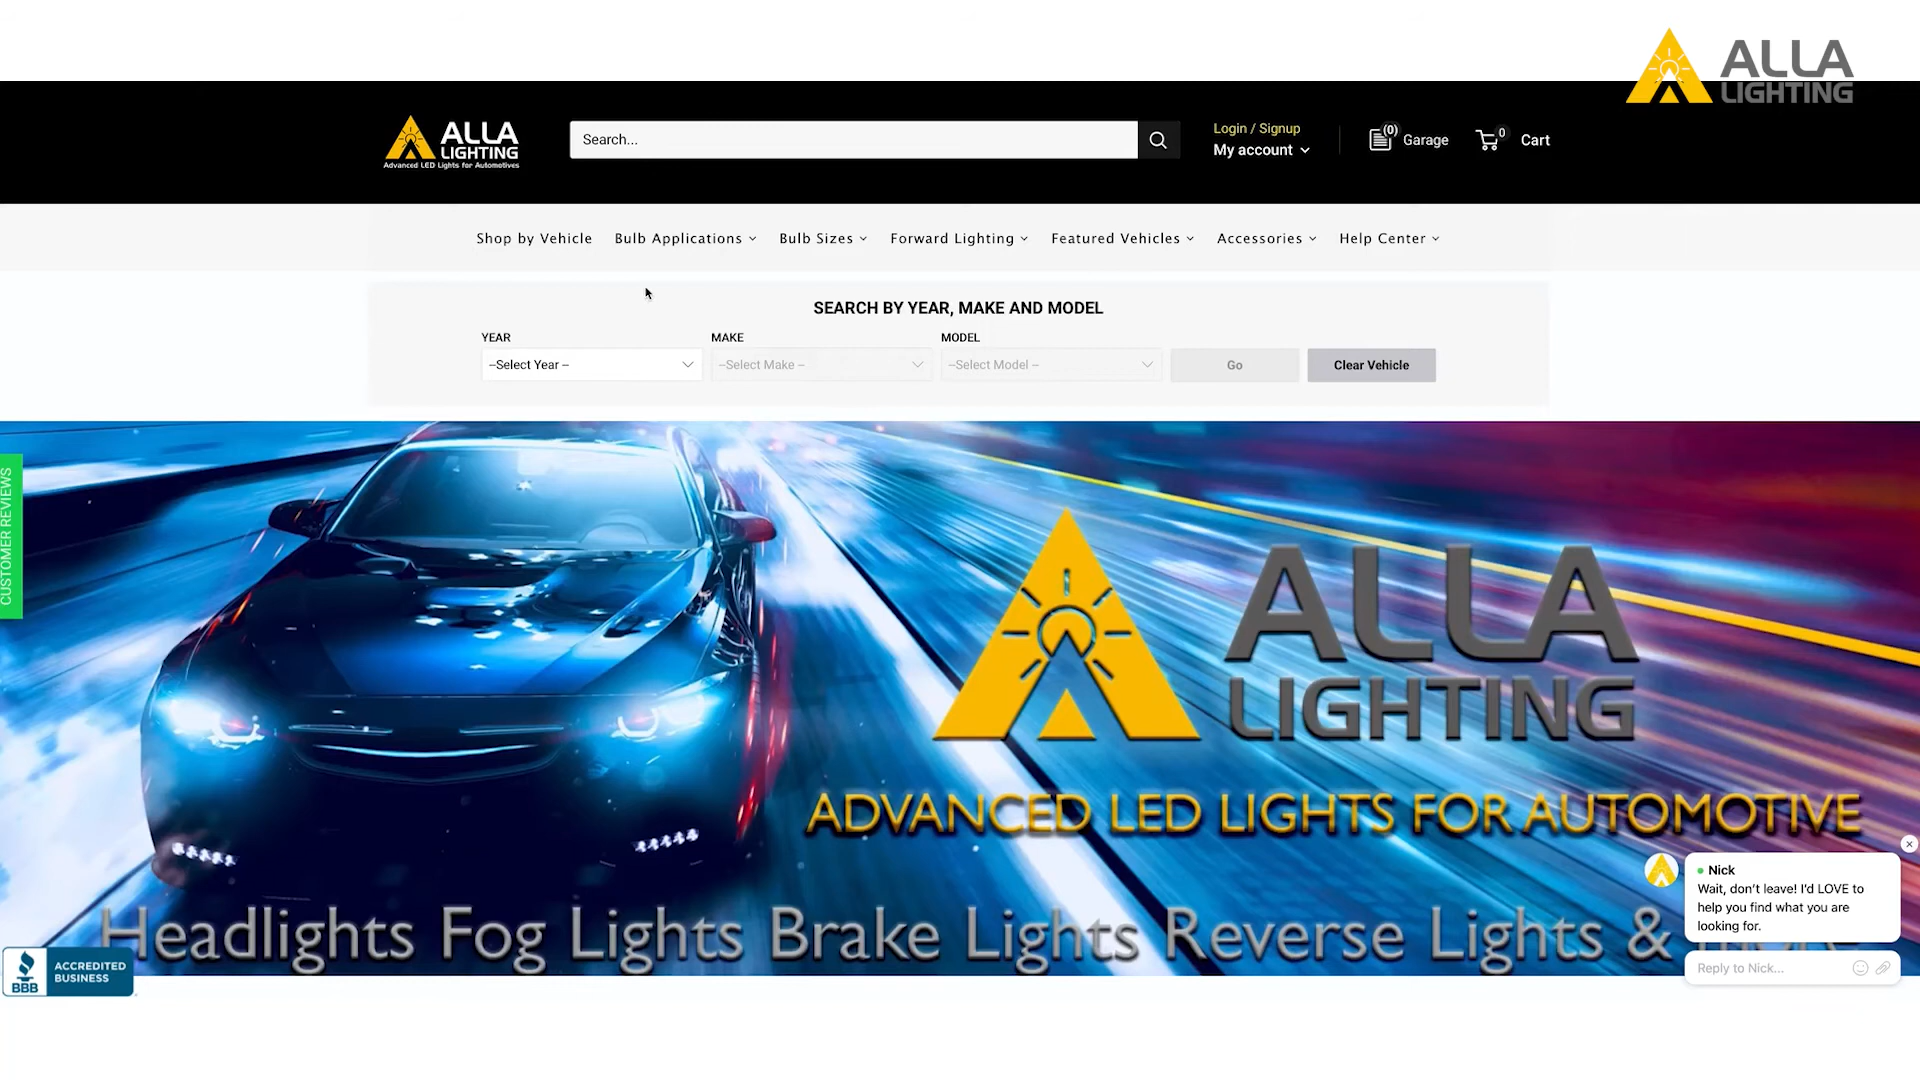 ALLA
LIGHTING
ALLA
LIGHTING
Advanced LED Lights for Automotives
Search...
Login / Signup
My account
(0)
Garage
0
Cart
Shop by Vehicle
Bulb Applications
Bulb Sizes
Forward Lighting
Featured Vehicles
Accessories
Help Center
SEARCH BY YEAR, MAKE AND MODEL
YEAR
MAKE
MODEL
--Select Year --
--Select Make --
--Select Model --
Go
Clear Vehicle
CUSTOMER REVIEWS
ALLA
LIGHTING
ADVANCED LED LIGHTS FOR AUTOMOTIVE
Headlights Fog Lights Brake Lights Reverse Lights &
Nick
Wait, don't leave! I'd LOVE to
help you find what you are
looking for.
Reply to Nick...
BBB
ACCREDITED
BUSINESS